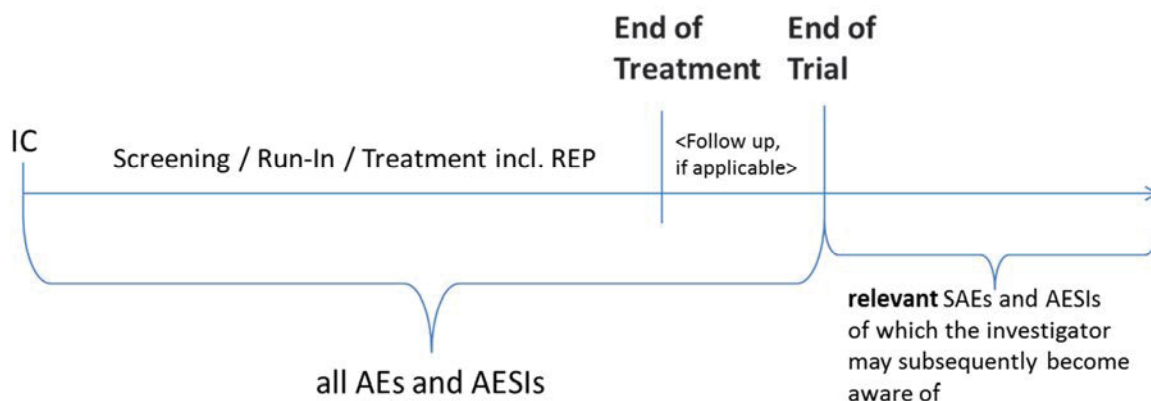 End of
Treatment
End of
Trial
IC
Screening / Run-In / Treatment incl. REP
<Follow up,
if applicable>
all AEs and AESIs
relevant SAEs and AESIs
of which the investigator
may subsequently become
aware of